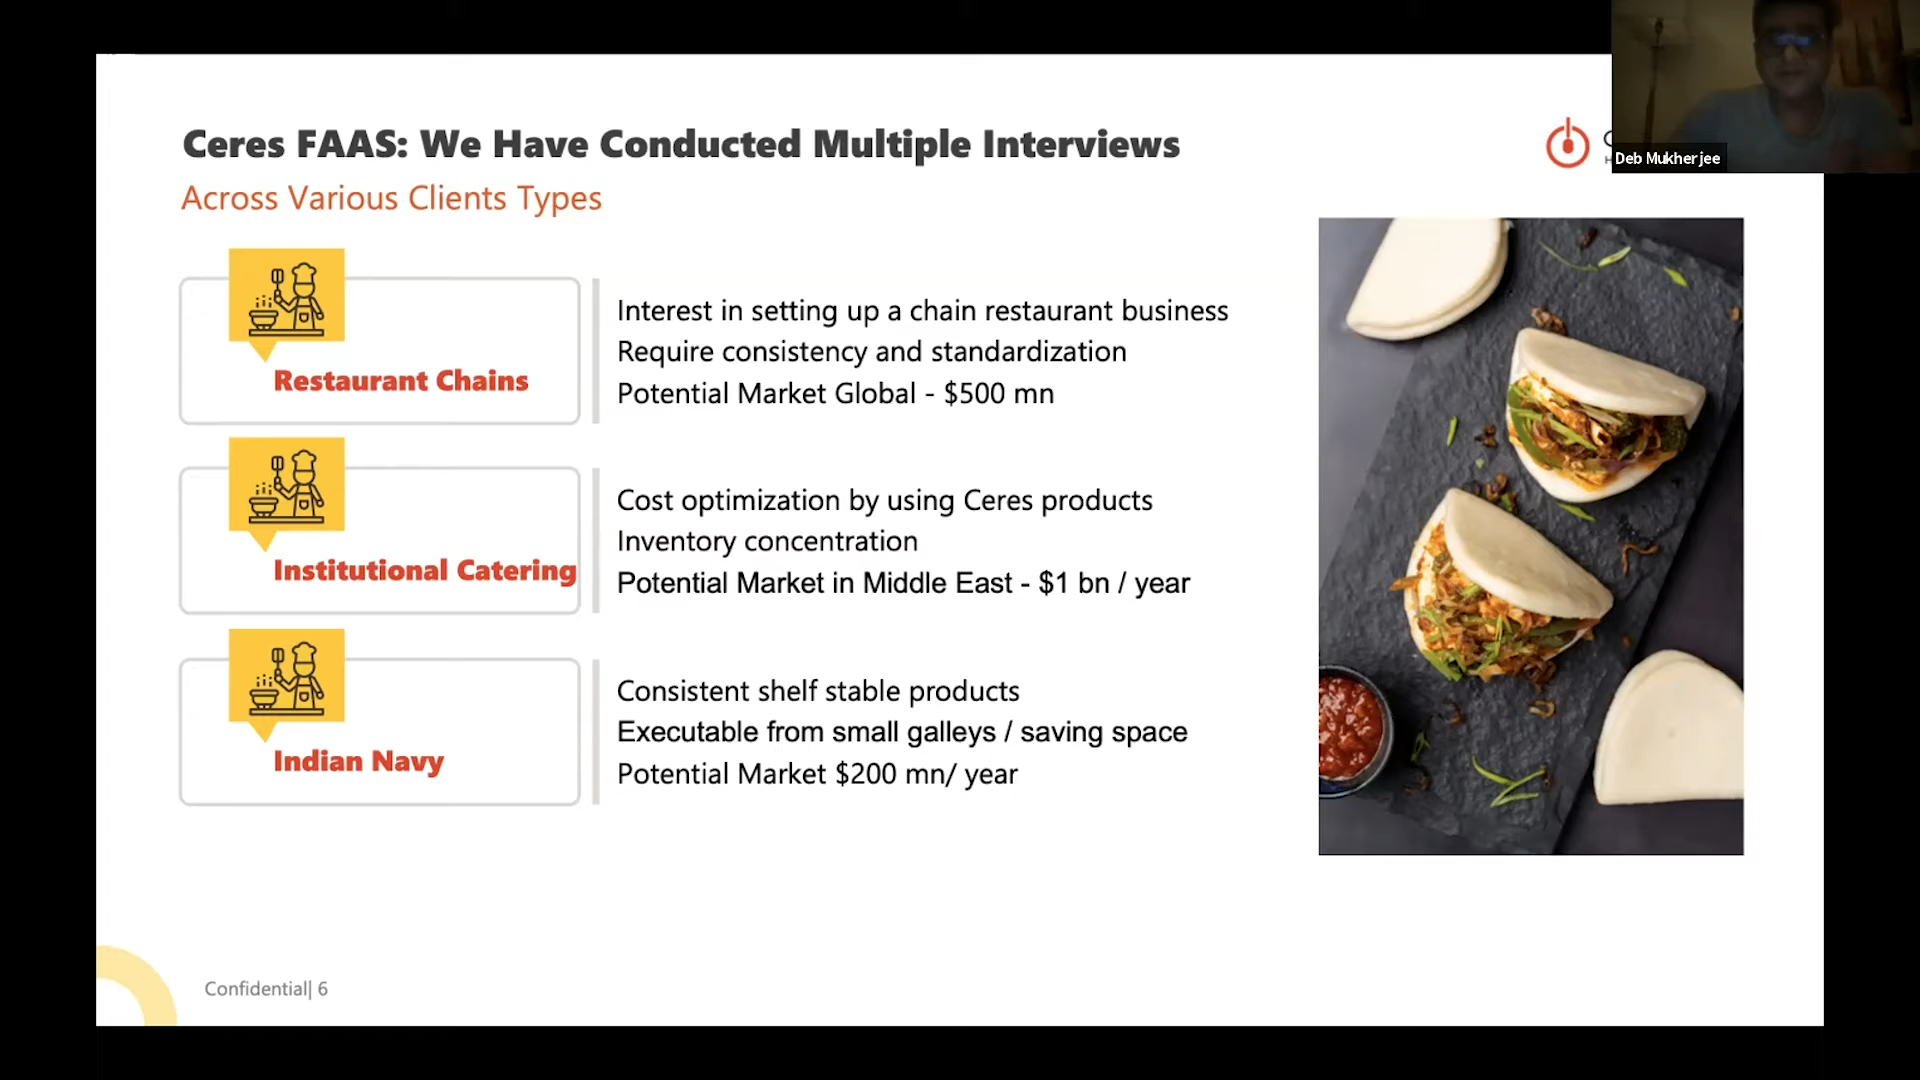 Ceres FAAS: We Have Conducted Multiple Interviews
Across Various Clients Types
Deb Mukherjee
Restaurant Chains
Interest in setting up a chain restaurant business
Require consistency and standardization
Potential Market Global - $500 mn
Institutional Catering
Cost optimization by using Ceres products
Inventory concentration
Potential Market in Middle East - $1 bn / year
Indian Navy
Consistent shelf stable products
Executable from small galleys / saving space
Potential Market $200 mn/ year
Confidential| 6